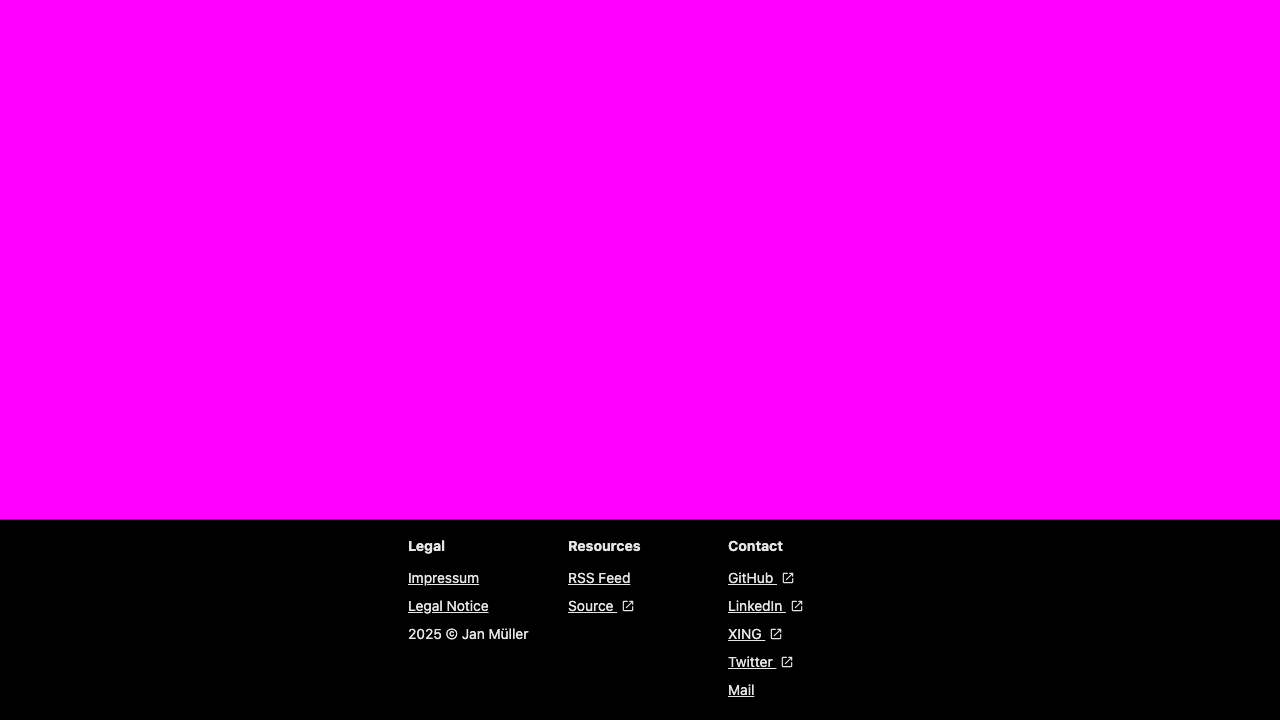 Legal
Impressum
Legal Notice
2025 © Jan Müller
Resources
RSS Feed
Source
Contact
GitHub
LinkedIn
XING
Twitter
Mail